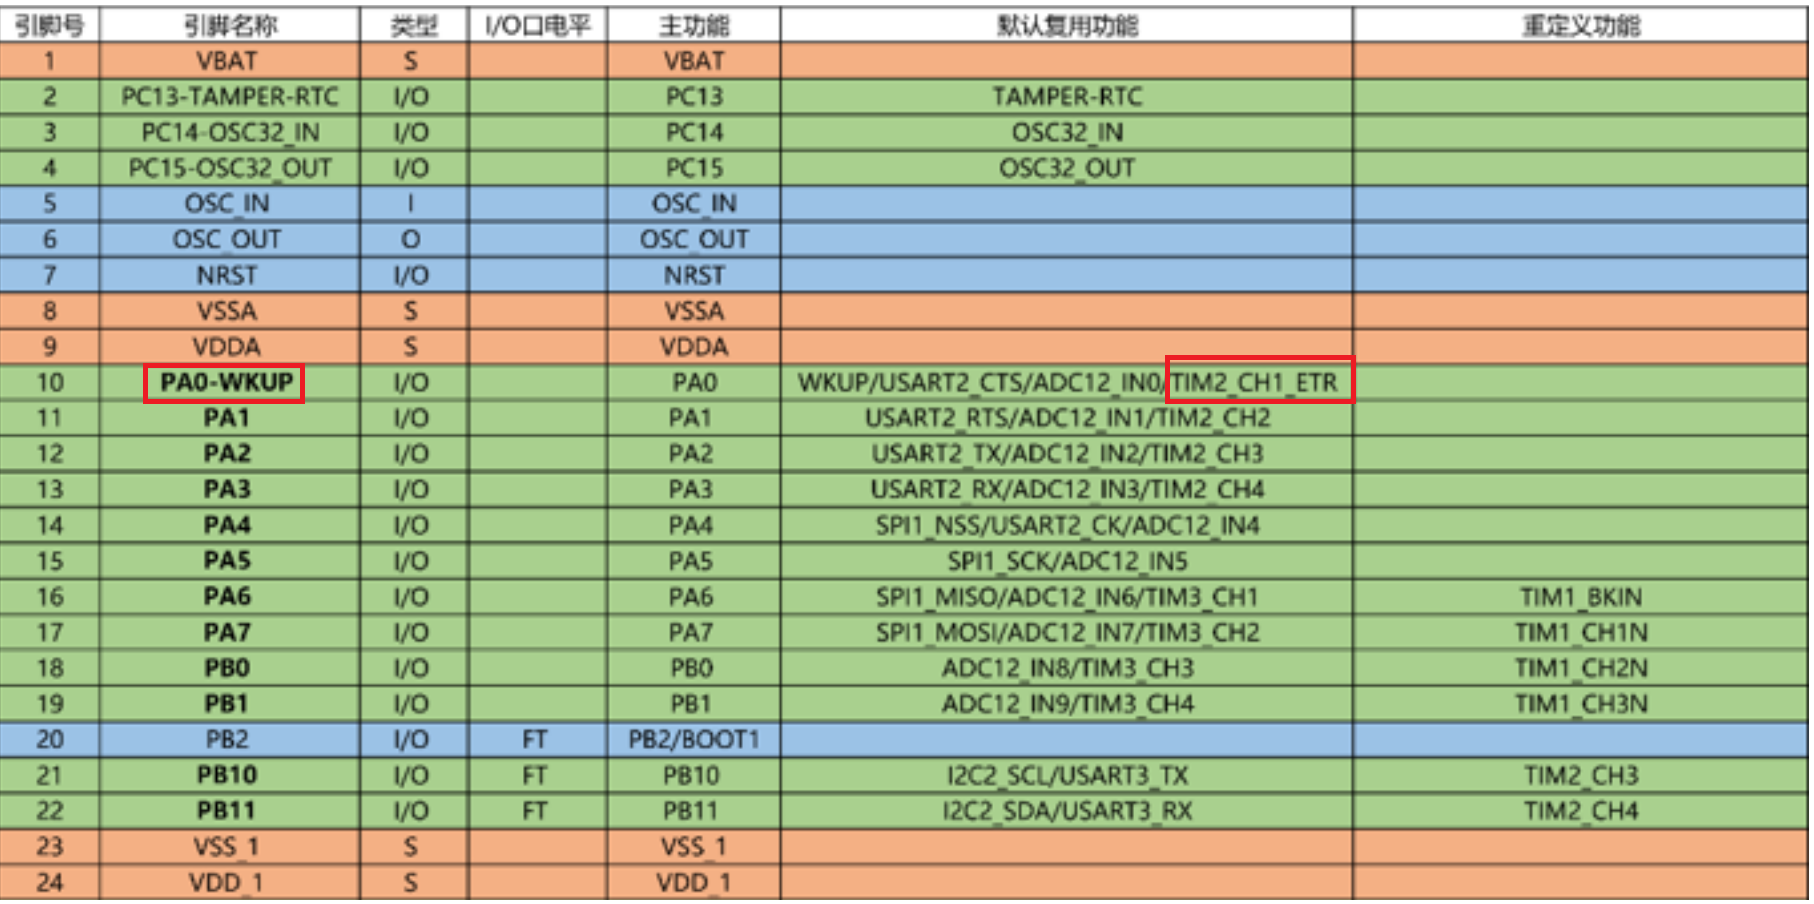 引脚号 引脚名称 类型 I/O口电平 主功能 默认复用功能 重定义功能
1 VBAT S VBAT
2 PC13-TAMPER-RTC I/O PC13 TAMPER-RTC
3 PC14-OSC32_IN I/O PC14 OSC32_IN
4 PC15-OSC32_OUT I/O PC15 OSC32_OUT
5 OSC_IN I OSC_IN
6 OSC_OUT O OSC_OUT
7 NRST I/O NRST
8 VSSA S VSSA
9 VDDA S VDDA
10 PA0-WKUP I/O PA0 WKUP/USART2_CTS/ADC12_IN0/TIM2_CH1_ETR
11 PA1 I/O PA1 USART2_RTS/ADC12_IN1/TIM2_CH2
12 PA2 I/O PA2 USART2_TX/ADC12_IN2/TIM2_CH3
13 PA3 I/O PA3 USART2_RX/ADC12_IN3/TIM2_CH4
14 PA4 I/O PA4 SPI1_NSS/USART2_CK/ADC12_IN4
15 PA5 I/O PA5 SPI1_SCK/ADC12_IN5
16 PA6 I/O PA6 SPI1_MISO/ADC12_IN6/TIM3_CH1 TIM1_BKIN
17 PA7 I/O PA7 SPI1_MOSI/ADC12_IN7/TIM3_CH2 TIM1_CH1N
18 PB0 I/O PB0 ADC12_IN8/TIM3_CH3 TIM1_CH2N
19 PB1 I/O PB1 ADC12_IN9/TIM3_CH4 TIM1_CH3N
20 PB2 I/O FT PB2/BOOT1
21 PB10 I/O FT PB10 I2C2_SCL/USART3_TX TIM2_CH3
22 PB11 I/O FT PB11 I2C2_SDA/USART3_RX TIM2_CH4
23 VSS_1 S VSS_1
24 VDD_1 S VDD_1